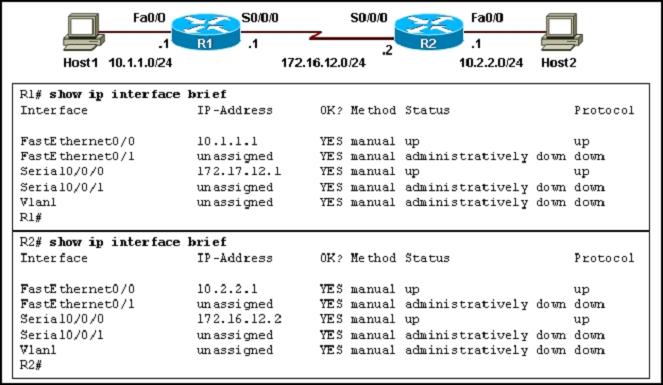 Fa0/0 S0/0/0 S0/0/0 Fa0/0
.1 R1 .1 .2 R2 .1
Host1 10.1.1.0/24 172.16.12.0/24 10.2.2.0/24 Host2
R1# show ip interface brief
Interface IP-Address OK? Method Status Protocol
FastEthernet0/0 10.1.1.1 YES manual up up
FastEthernet0/1 unassigned YES manual administratively down down
Serial0/0/0 172.17.12.1 YES manual up up
Serial0/0/1 unassigned YES manual administratively down down
Vlan1 unassigned YES manual administratively down down
R1#
R2# show ip interface brief
Interface IP-Address OK? Method Status Protocol
FastEthernet0/0 10.2.2.1 YES manual up up
FastEthernet0/1 unassigned YES manual administratively down down
Serial0/0/0 172.16.12.2 YES manual up up
Serial0/0/1 unassigned YES manual administratively down down
Vlan1 unassigned YES manual administratively down down
R2#